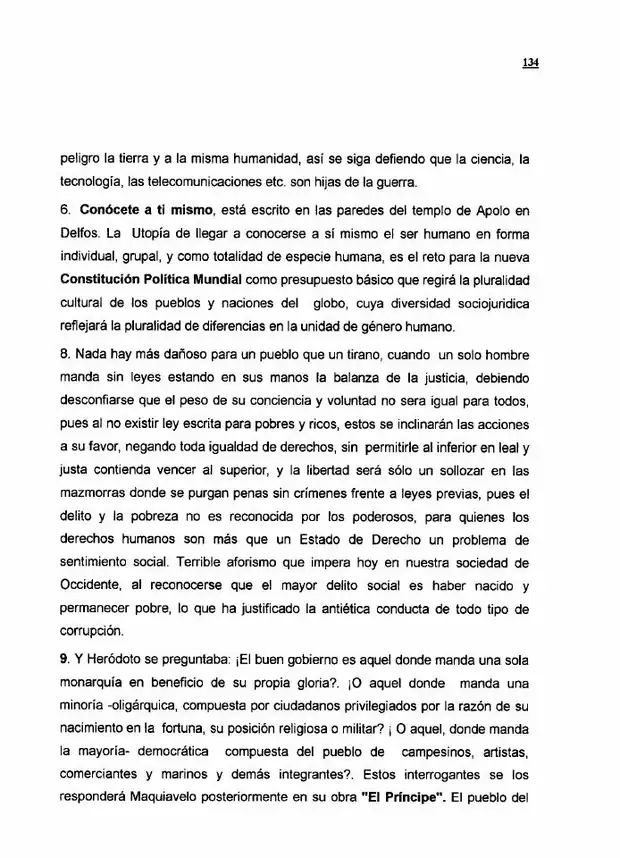 134
peligro la tierra y a la misma humanidad, así se siga defiendo que la ciencia, la
tecnología, las telecomunicaciones etc. son hijas de la guerra.
6. Conócete a ti mismo, está escrito en las paredes del templo de Apolo en
Delfos. La Utopía de llegar a conocerse a sí mismo el ser humano en forma
individual, grupal, y como totalidad de especie humana, es el reto para la nueva
Constitución Política Mundial como presupuesto básico que regirá la pluralidad
cultural de los pueblos y naciones del globo, cuya diversidad sociojuridica
reflejará la pluralidad de diferencias en la unidad de género humano.
8. Nada hay más dañoso para un pueblo que un tirano, cuando un solo hombre
manda sin leyes estando en sus manos la balanza de la justicia, debiendo
desconfiarse que el peso de su conciencia y voluntad no sera igual para todos,
pues al no existir ley escrita para pobres y ricos, estos se inclinarán las acciones
a su favor, negando toda igualdad de derechos, sin permitirle al inferior en leal y
justa contienda vencer al superior, y la libertad será sólo un sollozar en las
mazmorras donde se purgan penas sin crímenes frente a leyes previas, pues el
delito y la pobreza no es reconocida por los poderosos, para quienes los
derechos humanos son más que un Estado de Derecho un problema de
sentimiento social. Terrible aforismo que impera hoy en nuestra sociedad de
Occidente, al reconocerse que el mayor delito social es haber nacido y
permanecer pobre, lo que ha justificado la antiética conducta de todo tipo de
corrupción.
9. Y Heródoto se preguntaba: ¡El buen gobierno es aquel donde manda una sola
monarquía en beneficio de su propia gloria?. ¡O aquel donde manda una
minoría -oligárquica, compuesta por ciudadanos privilegiados por la razón de su
nacimiento en la fortuna, su posición religiosa o militar? ¡ O aquel, donde manda
la mayoría- democrática compuesta del pueblo de campesinos, artistas,
comerciantes y marinos y demás integrantes?. Estos interrogantes se los
responderá Maquiavelo posteriormente en su obra "El Príncipe". El pueblo del